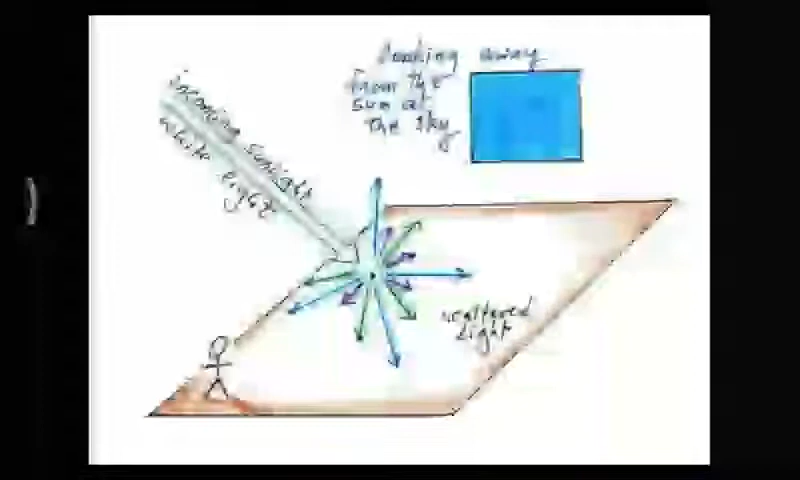 looking away
from the
sun at
the sky
incoming sunlight
white light
scattered
light